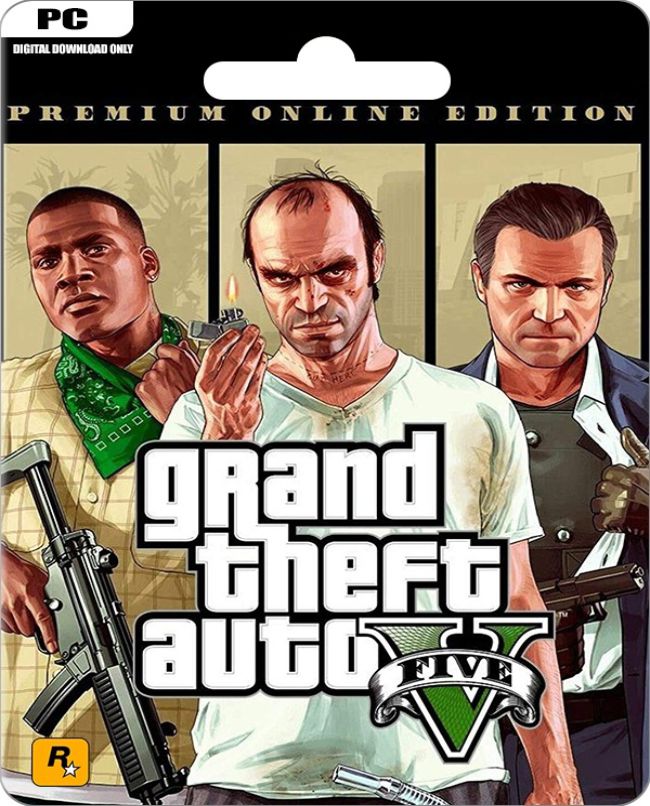 PC
DIGITAL DOWNLOAD ONLY
PREMIUM ONLINE EDITION
grand
theft
auto V
FIVE
R